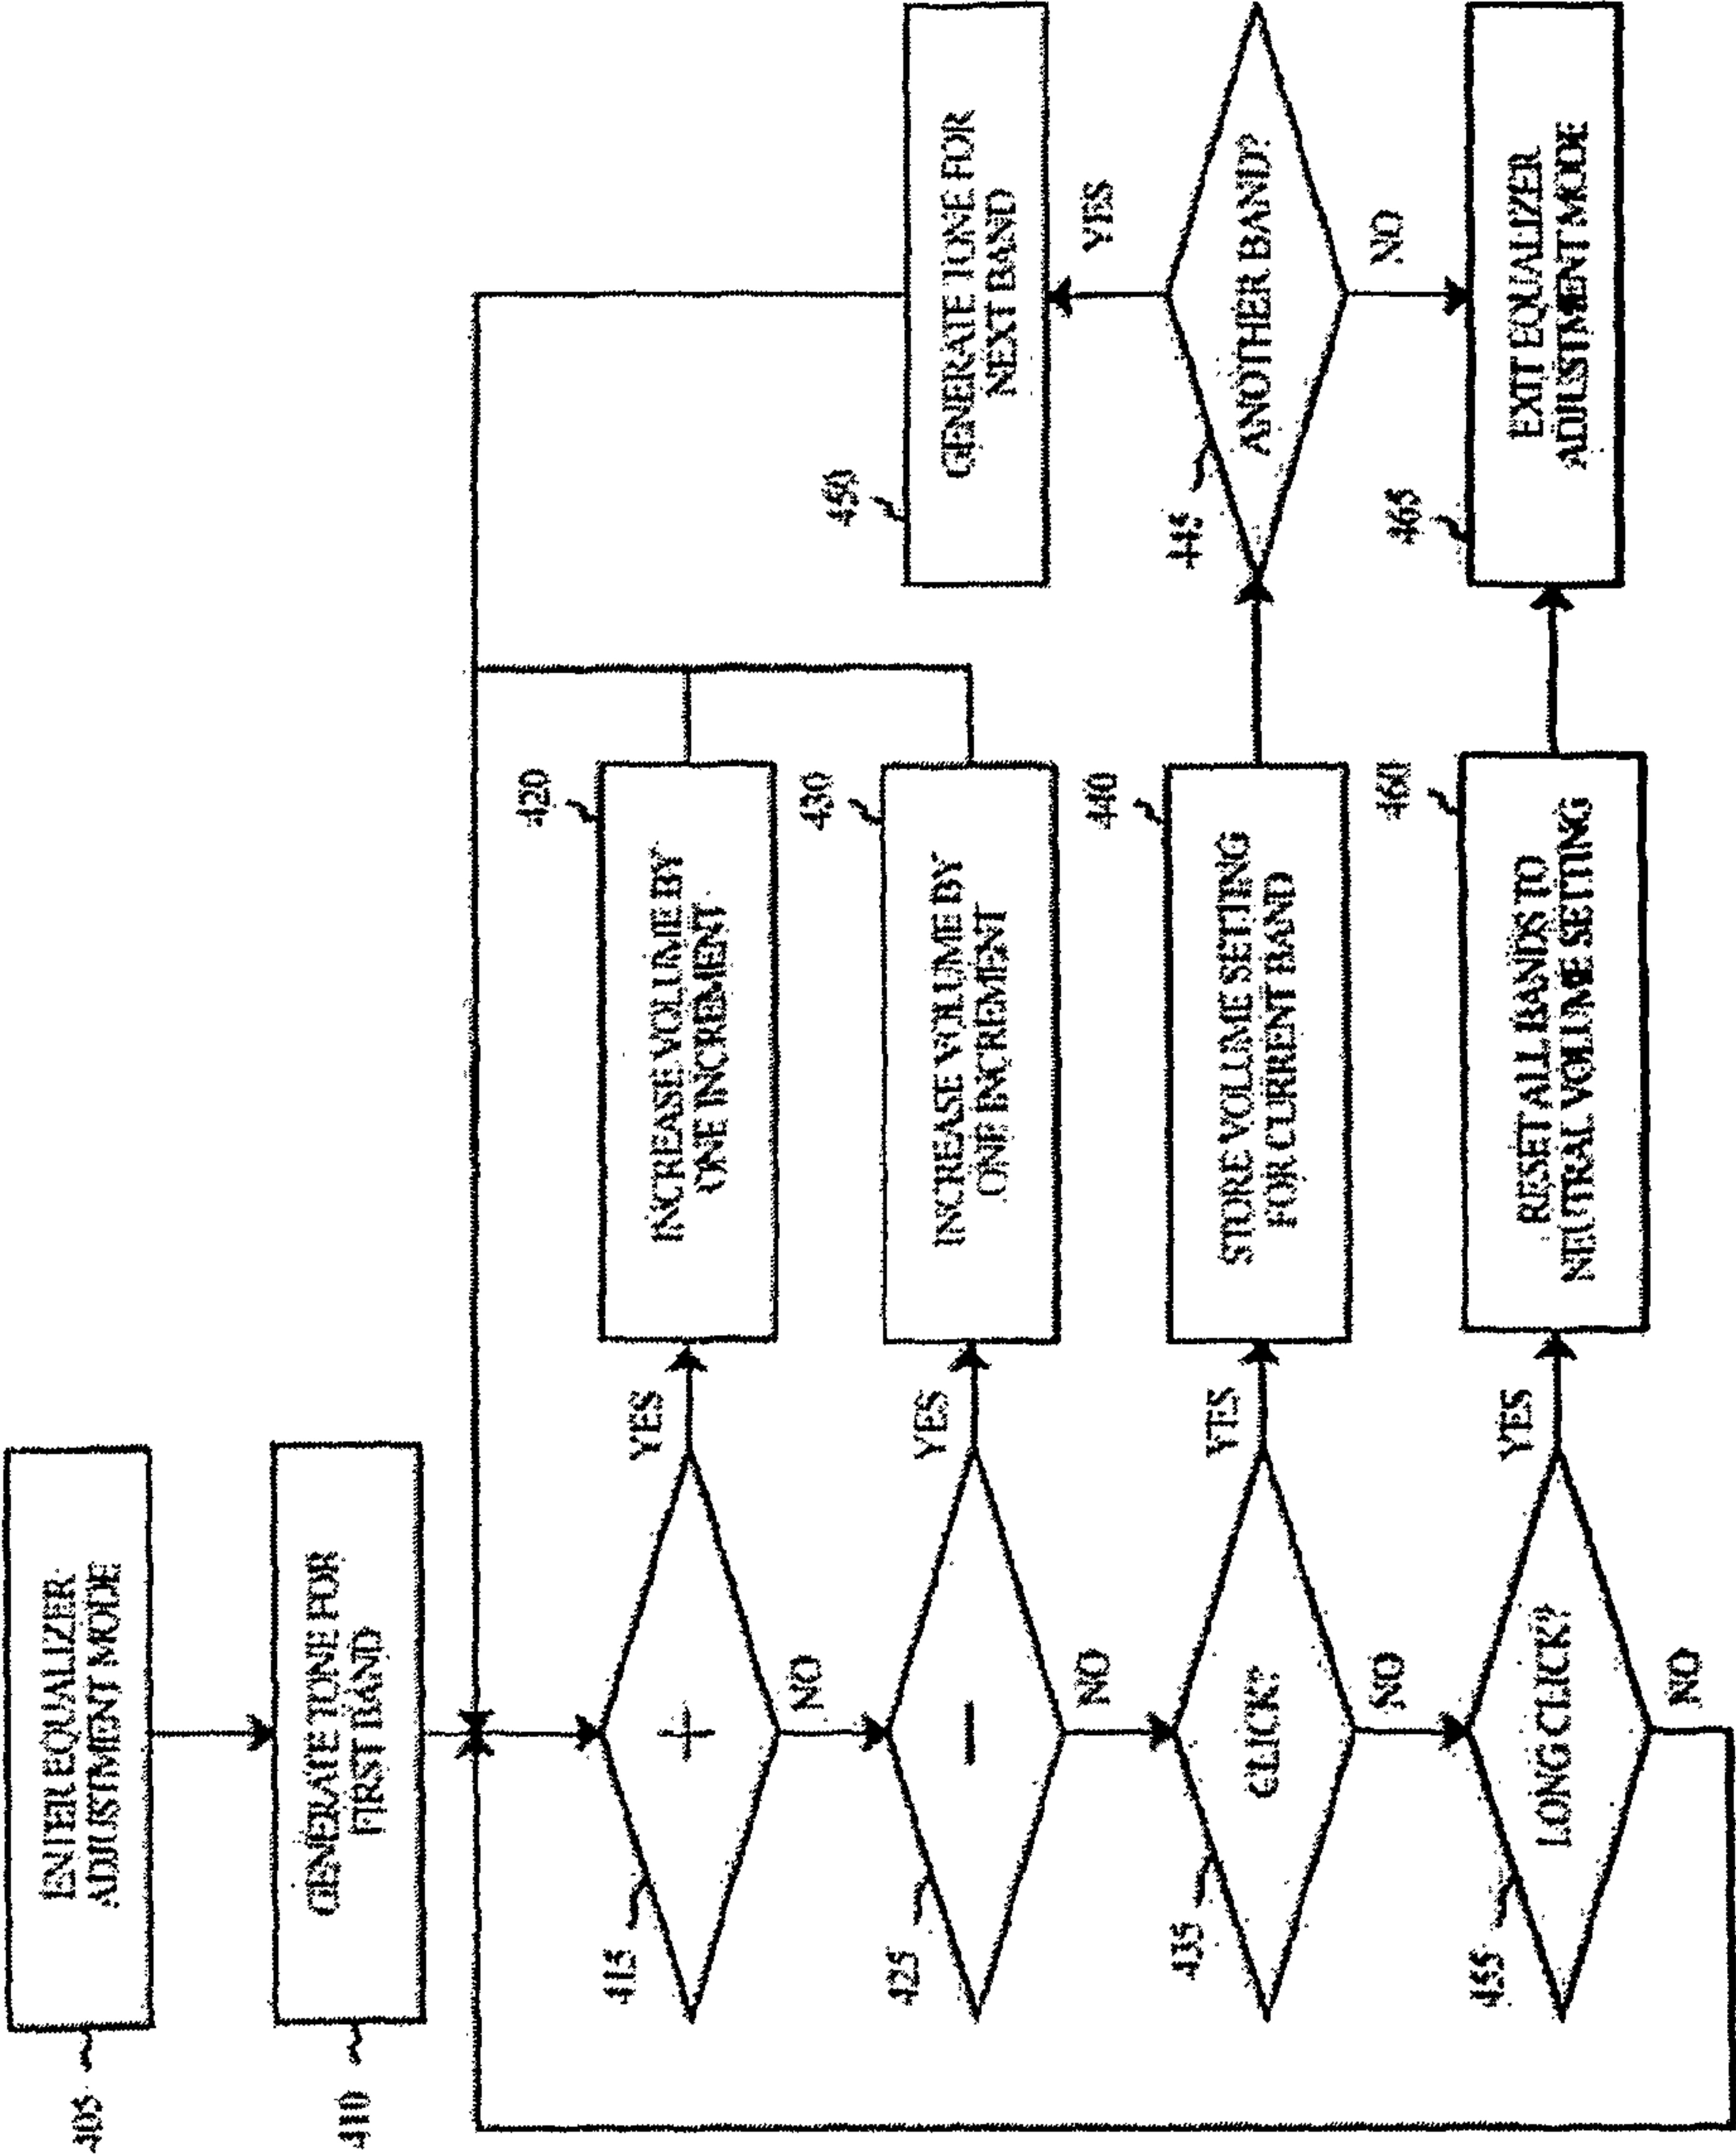 405
ENTER EQUALIZER
ADJUSTMENT MODE
410
GENERATE TONE FOR
FIRST BAND
415
+
YES
NO
420
INCREASE VOLUME BY
ONE INCREMENT
425
—
YES
NO
430
INCREASE VOLUME BY
ONE INCREMENT
435
CLICK?
YES
NO
440
STORE VOLUME SETTING
FOR CURRENT BAND
445
ANOTHER BAND?
YES
NO
450
GENERATE TONE FOR
NEXT BAND
455
LONG CLICK?
YES
NO
460
RESET ALL BANDS TO
NEUTRAL VOLUME SETTING
465
EXIT EQUALIZER
ADJUSTMENT MODE